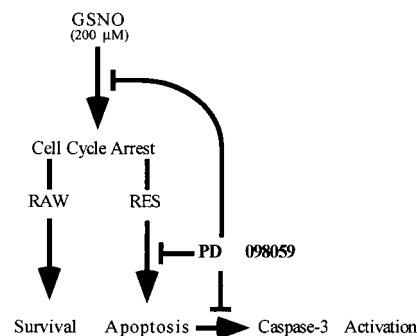 GSNO
(200 µM)
Cell Cycle Arrest
RAW RES
PD 098059
Survival Apoptosis Caspase-3 Activation